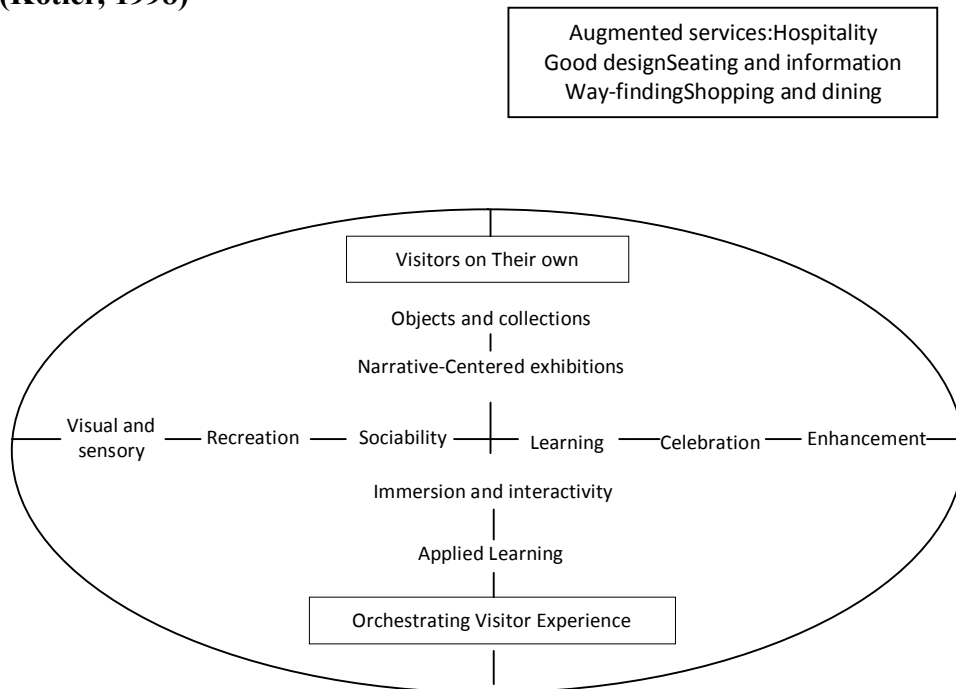 (Kotler, 1998)
Augmented services:Hospitality
Good designSeating and information
Way-findingShopping and dining
Visitors on Their own
Objects and collections
Narrative-Centered exhibitions
Visual and
sensory
Recreation
Sociability
Learning
Celebration
Enhancement
Immersion and interactivity
Applied Learning
Orchestrating Visitor Experience